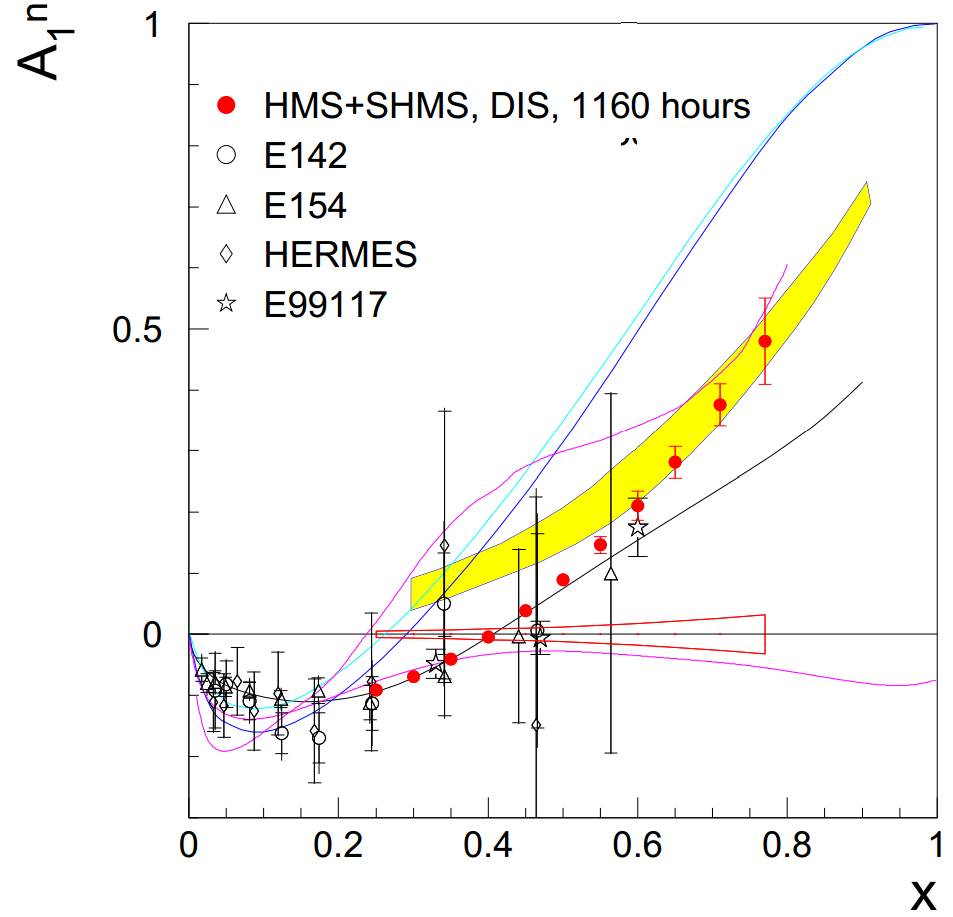 A₁ⁿ
1
HMS+SHMS, DIS, 1160 hours
E142
E154
HERMES
E99117
0.5
0
0 0.2 0.4 0.6 0.8 1
x